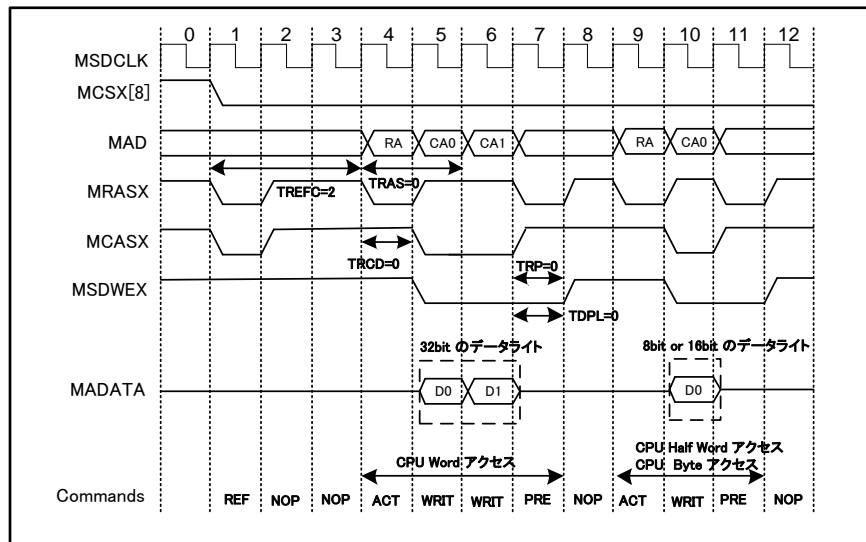 0 1 2 3 4 5 6 7 8 9 10 11 12
MSDCLK
MCSX[8]
MAD RA CA0 CA1 RA CA0
TREFC=2 TRAS=0
MRASX
MCASX
TRCD=0 TRP=0
MSDWEX
TDPL=0
32bit のデータライト 8bit or 16bit のデータライト
MADATA D0 D1 D0
CPU Word アクセス
CPU Half Word アクセス
CPU Byte アクセス
Commands REF NOP NOP ACT WRIT WRIT PRE NOP ACT WRIT PRE NOP